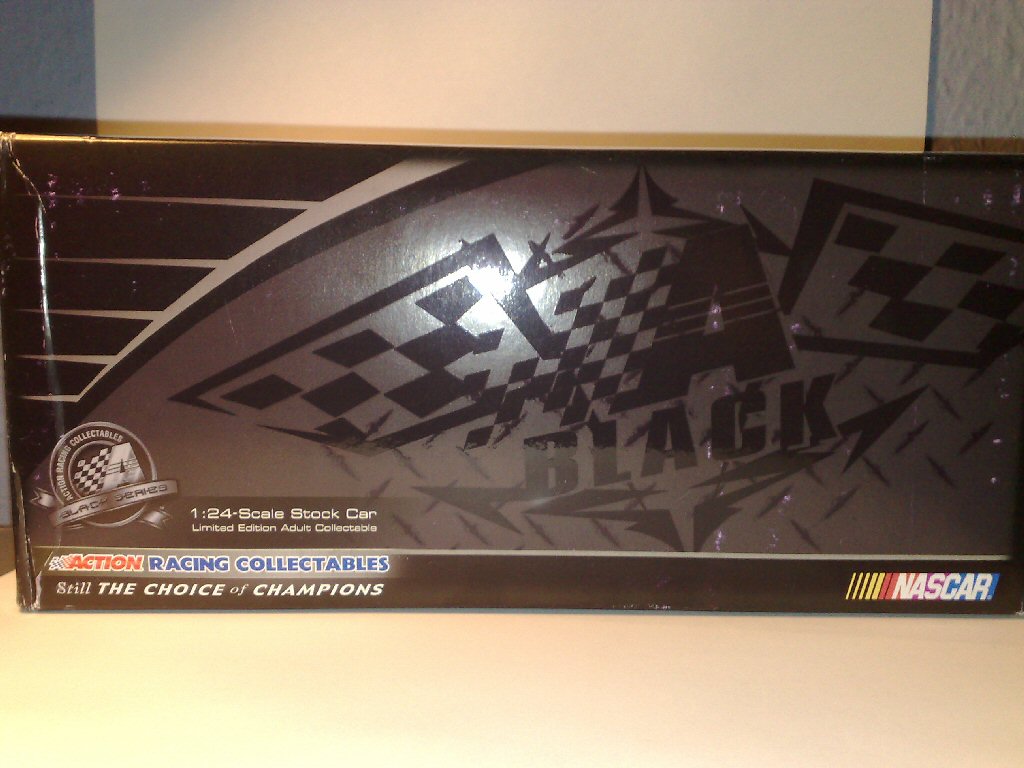 A
BLACK
ACTION RACING COLLECTABLES
A
BLACK SERIES
1:24-Scale Stock Car
Limited Edition Adult Collectable
ACTION RACING COLLECTABLES
Still THE CHOICE of CHAMPIONS
NASCAR